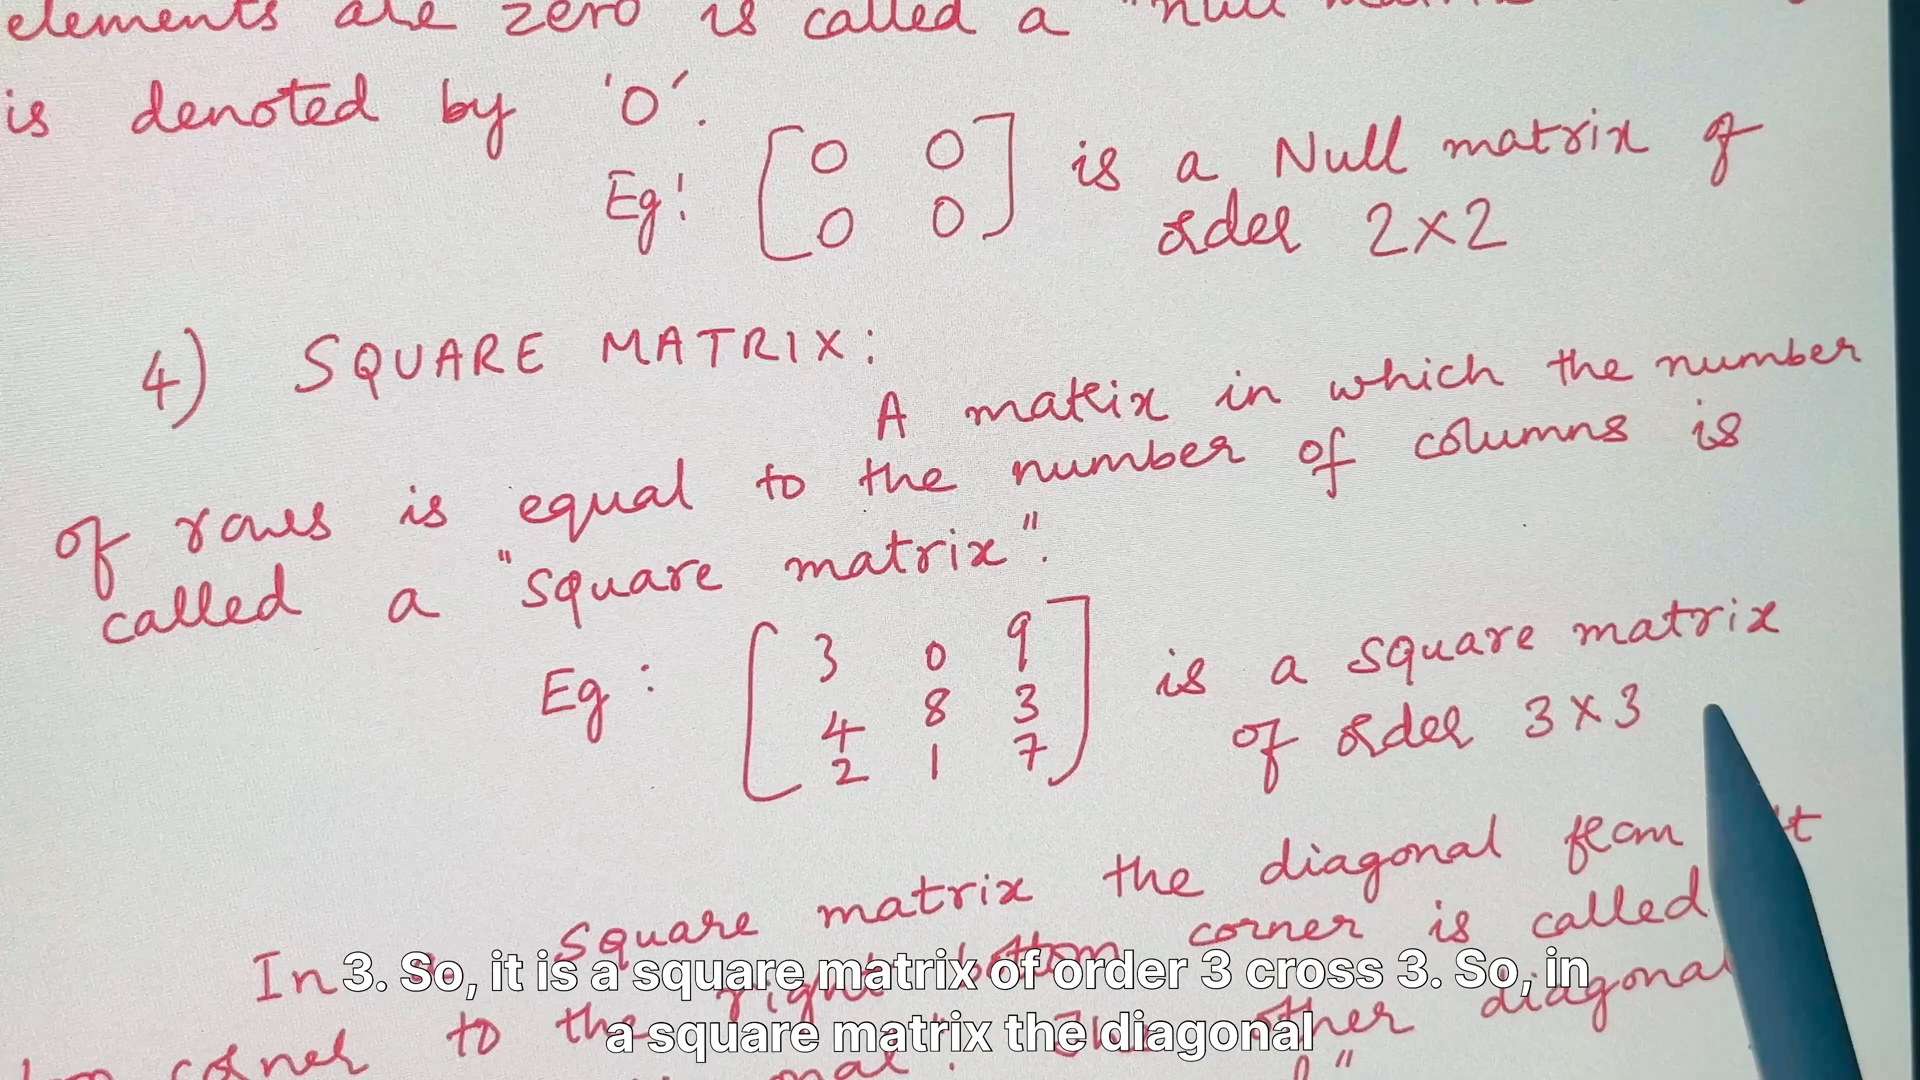 elements are zero is called a "null
is denoted by 'O'.
Eg: [ 0 0 ] is a Null matrix of
[ 0 0 ] order 2×2
4) SQUARE MATRIX:
A matrix in which the number
of rows is equal to the number of columns is
called a "square matrix".
Eg: [ 3 0 9 ] is a square matrix
[ 4 8 3 ] of order 3×3
[ 2 1 7 ]
In square matrix the diagonal from
corner to the right bottom corner is called
other diagonal
3. So, it is a square matrix of order 3 cross 3. So, in
a square matrix the diagonal